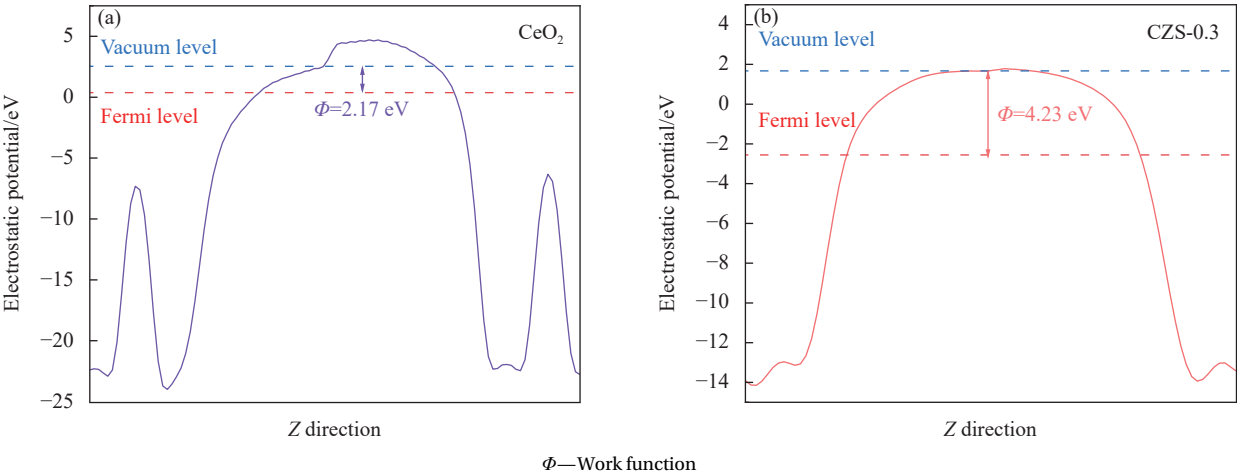 (a)
CeO₂
5
0
−5
−10
−15
−20
−25
Vacuum level
Fermi level
Φ=2.17 eV
Electrostatic potential/eV
Z direction
(b)
CZS-0.3
4
2
0
−2
−4
−6
−8
−10
−12
−14
Vacuum level
Fermi level
Φ=4.23 eV
Electrostatic potential/eV
Z direction
Φ—Work function